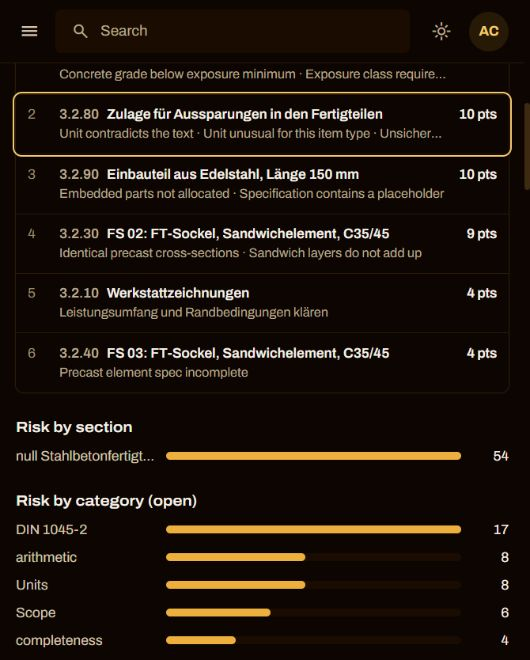 Search
AC
Concrete grade below exposure minimum · Exposure class require...
2 3.2.80 Zulage für Aussparungen in den Fertigteilen 10 pts
Unit contradicts the text · Unit unusual for this item type · Unsicher...
3 3.2.90 Einbauteil aus Edelstahl, Länge 150 mm 10 pts
Embedded parts not allocated · Specification contains a placeholder
4 3.2.30 FS 02: FT-Sockel, Sandwichelement, C35/45 9 pts
Identical precast cross-sections · Sandwich layers do not add up
5 3.2.10 Werkstattzeichnungen 4 pts
Leistungsumfang und Randbedingungen klären
6 3.2.40 FS 03: FT-Sockel, Sandwichelement, C35/45 4 pts
Precast element spec incomplete
Risk by section
null Stahlbetonfertigt... 54
Risk by category (open)
DIN 1045-2 17
arithmetic 8
Units 8
Scope 6
completeness 4